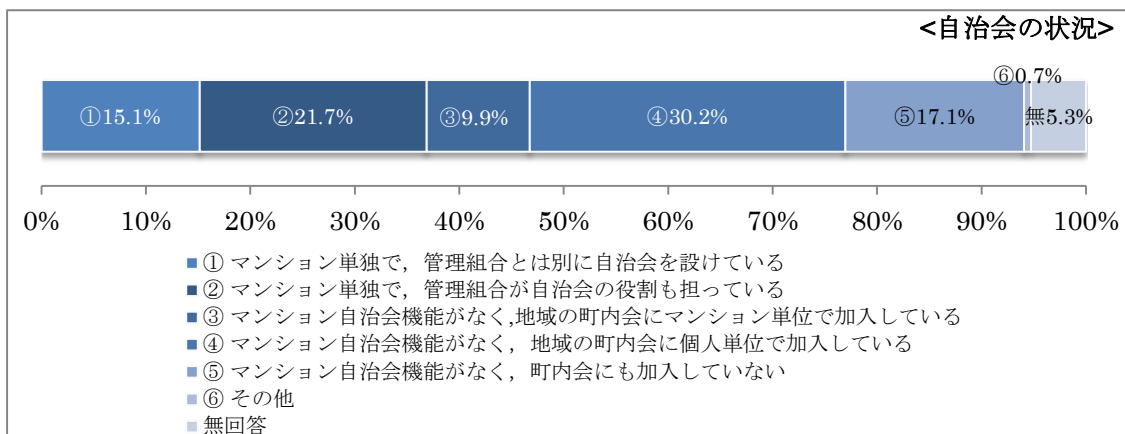 <自治会の状況>
⑥0.7%
①15.1% ②21.7% ③9.9% ④30.2% ⑤17.1% 無5.3%
0% 10% 20% 30% 40% 50% 60% 70% 80% 90% 100%
① マンション単独で，管理組合とは別に自治会を設けている
② マンション単独で，管理組合が自治会の役割も担っている
③ マンション自治会機能がなく,地域の町内会にマンション単位で加入している
④ マンション自治会機能がなく，地域の町内会に個人単位で加入している
⑤ マンション自治会機能がなく，町内会にも加入していない
⑥ その他
無回答